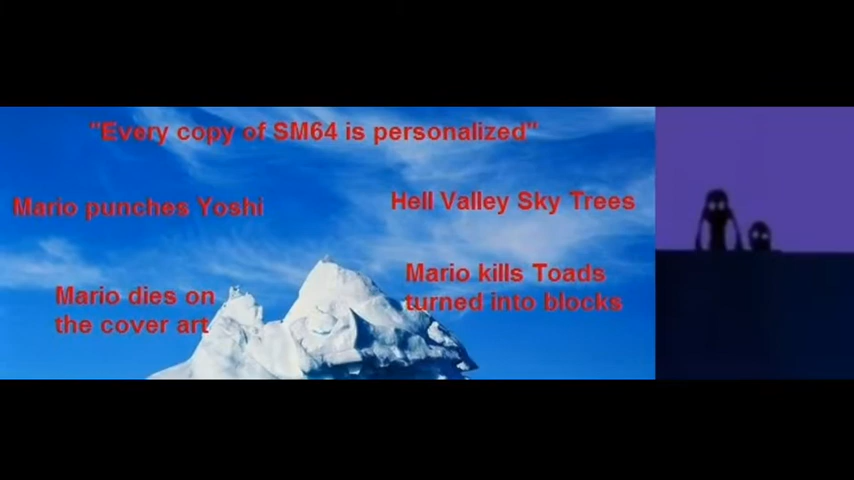 "Every copy of SM64 is personalized"
Mario punches Yoshi
Hell Valley Sky Trees
Mario dies on
the cover art
Mario kills Toads
turned into blocks